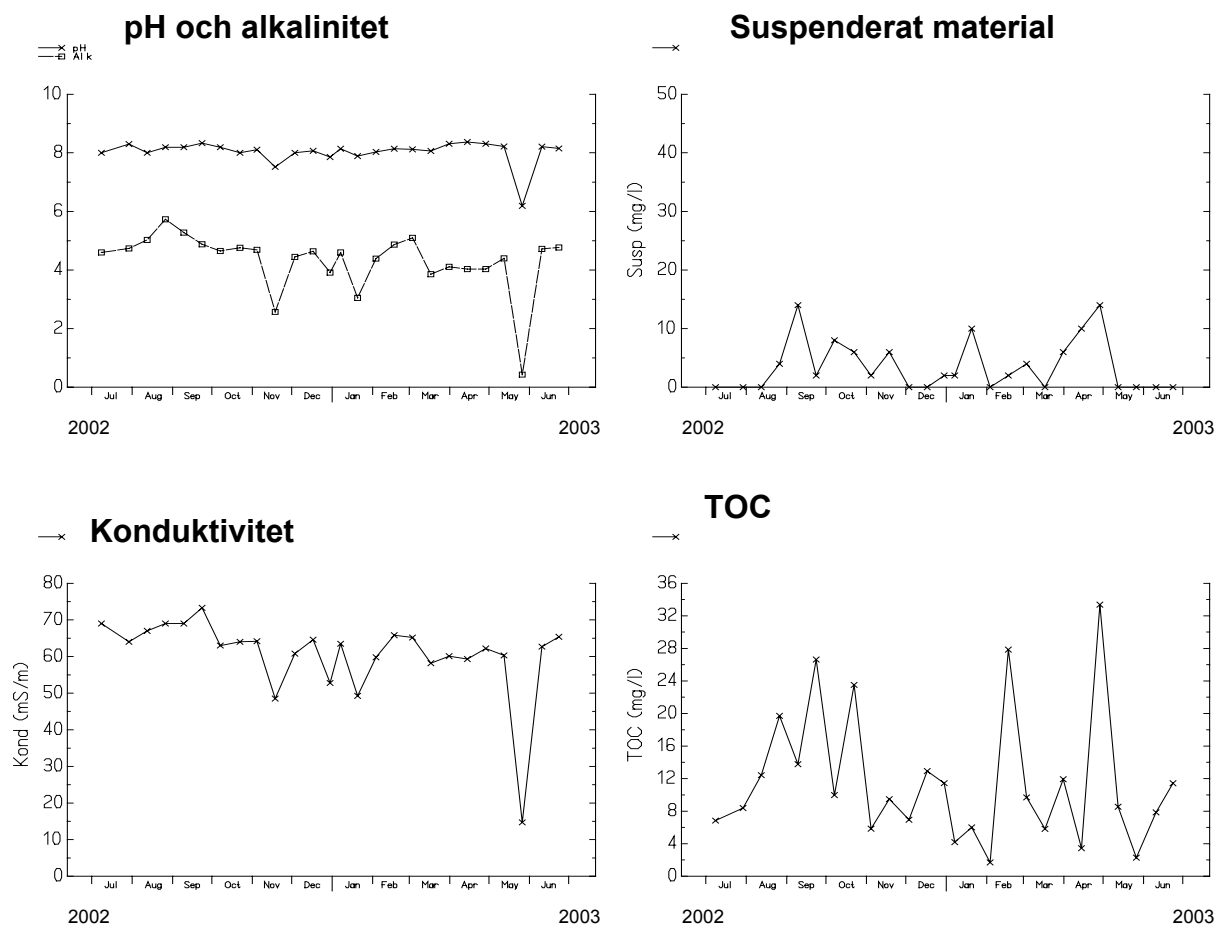 pH och alkalinitet
pH
Alk
10
8
6
4
2
0
Jul Aug Sep Oct Nov Dec Jan Feb Mar Apr May Jun
2002 2003
Suspenderat material
Susp (mg/l)
50
40
30
20
10
0
Jul Aug Sep Oct Nov Dec Jan Feb Mar Apr May Jun
2002 2003
Konduktivitet
Kond (mS/m)
80
70
60
50
40
30
20
10
0
Jul Aug Sep Oct Nov Dec Jan Feb Mar Apr May Jun
2002 2003
TOC
TOC (mg/l)
36
32
28
24
20
16
12
8
4
0
Jul Aug Sep Oct Nov Dec Jan Feb Mar Apr May Jun
2002 2003